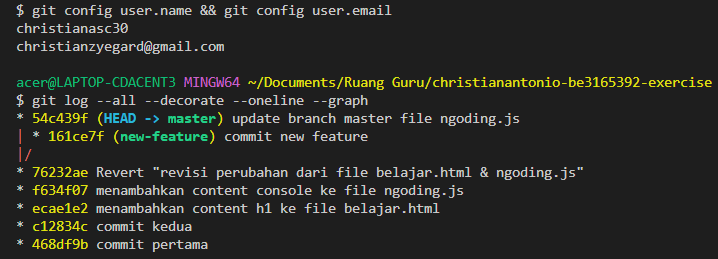 $ git config user.name && git config user.email
christianasc30
christianzyegard@gmail.com
acer@LAPTOP-CDACENT3 MINGW64 ~/Documents/Ruang Guru/christianantonio-be3165392-exercise
$ git log --all --decorate --oneline --graph
* 54c439f (HEAD -> master) update branch master file ngoding.js
| * 161ce7f (new-feature) commit new feature
|/
* 76232ae Revert "revisi perubahan dari file belajar.html & ngoding.js"
* f634f07 menambahkan content console ke file ngoding.js
* ecae1e2 menambahkan content h1 ke file belajar.html
* c12834c commit kedua
* 468df9b commit pertama